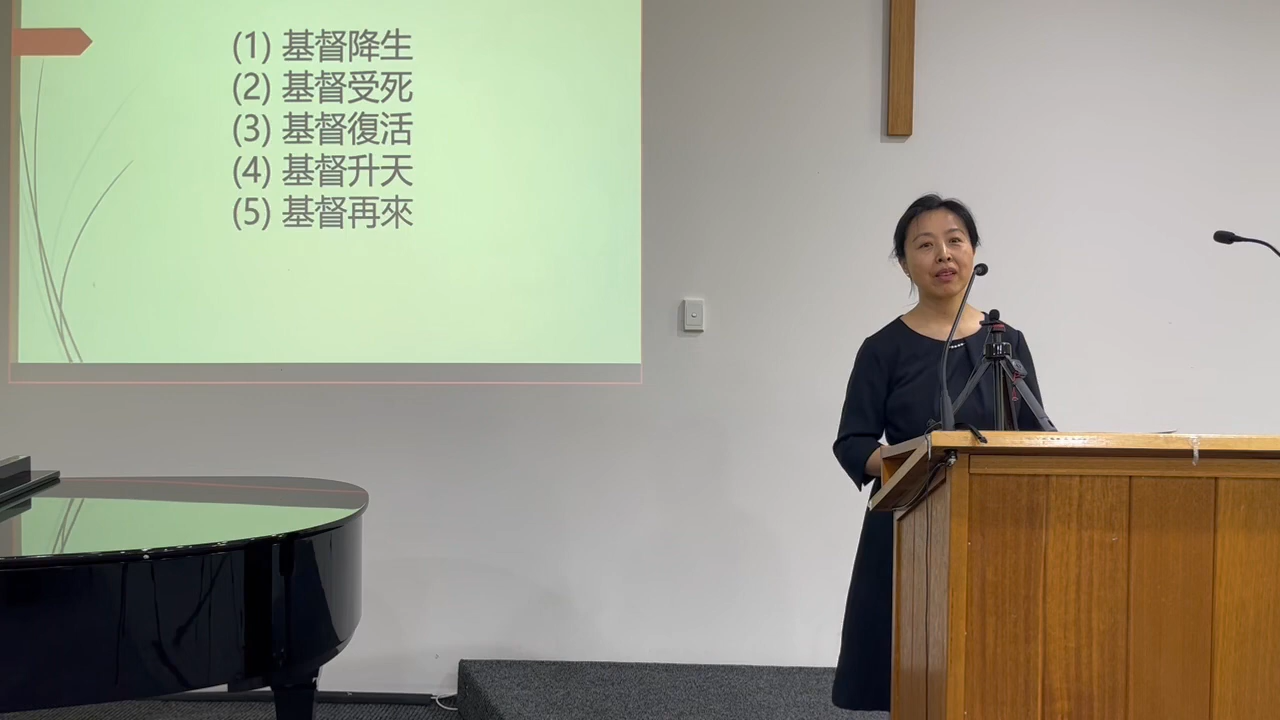 (1) 基督降生
(2) 基督受死
(3) 基督復活
(4) 基督升天
(5) 基督再來